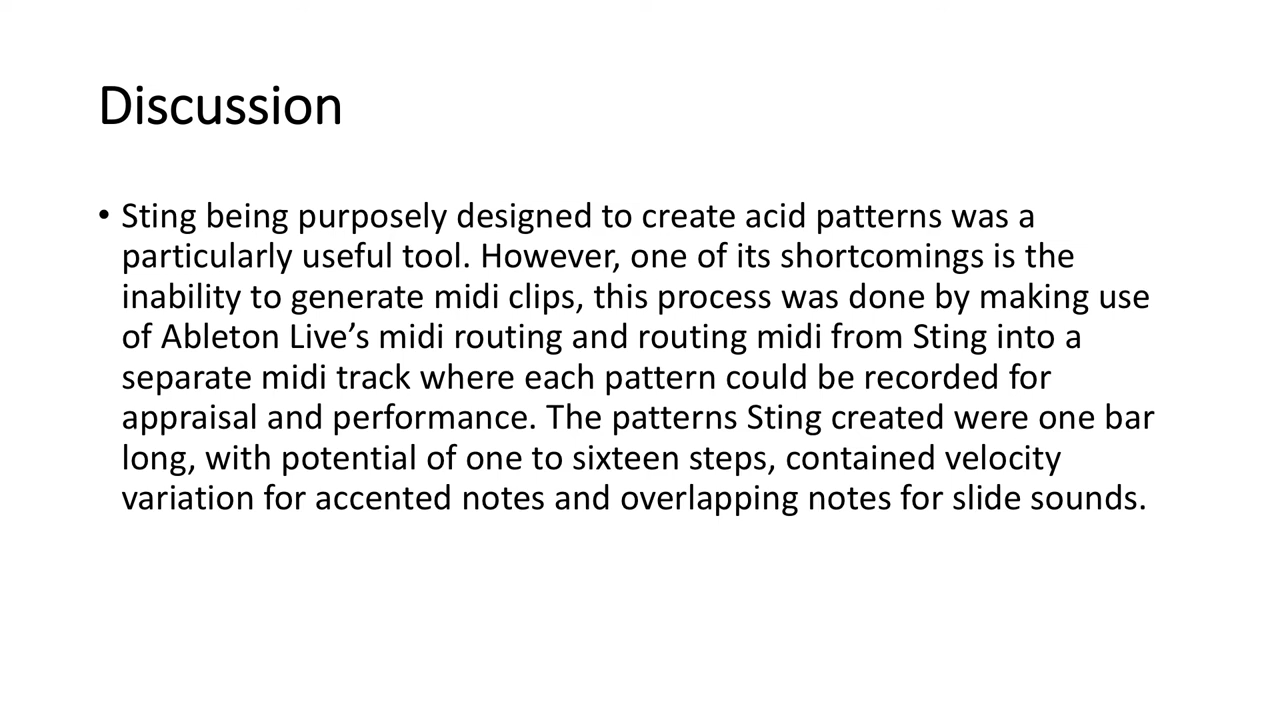 Discussion
• Sting being purposely designed to create acid patterns was a
particularly useful tool. However, one of its shortcomings is the
inability to generate midi clips, this process was done by making use
of Ableton Live’s midi routing and routing midi from Sting into a
separate midi track where each pattern could be recorded for
appraisal and performance. The patterns Sting created were one bar
long, with potential of one to sixteen steps, contained velocity
variation for accented notes and overlapping notes for slide sounds.